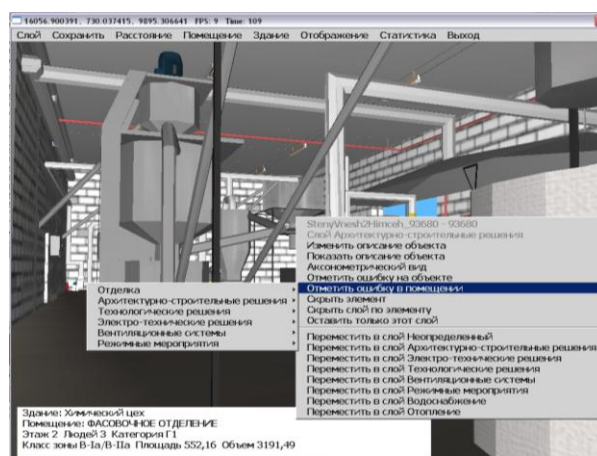 16056.900391, 730.037415, 9895.306641 FPS: 9 Time: 109
Слой Сохранить Расстояние Помещение Здание Отображение Статистика Выход
StenyVnesh2Himceh_93680 - 93680
Слой Архитектурно-строительные решения
Изменить описание объекта
Показать описание объекта
Аксонометрический вид
Отметить ошибку на объекте
Отметить ошибку в помещении
Скрыть элемент
Скрыть слой по элементу
Оставить только этот слой
Отделка
Архитектурно-строительные решения
Технологические решения
Электро-технические решения
Вентиляционные системы
Режимные мероприятия
Переместить в слой Неопределенный
Переместить в слой Архитектурно-строительные решения
Переместить в слой Электро-технические решения
Переместить в слой Технологические решения
Переместить в слой Вентиляционные системы
Переместить в слой Режимные мероприятия
Переместить в слой Водоснабжение
Переместить в слой Отопление
Здание: Химический цех
Помещение: ФАСОВОЧНОЕ ОТДЕЛЕНИЕ
Этаж 2 Людей 3 Категория Г1
Класс зоны В-Iа/В-IIа Площадь 552,16 Объем 3191,49